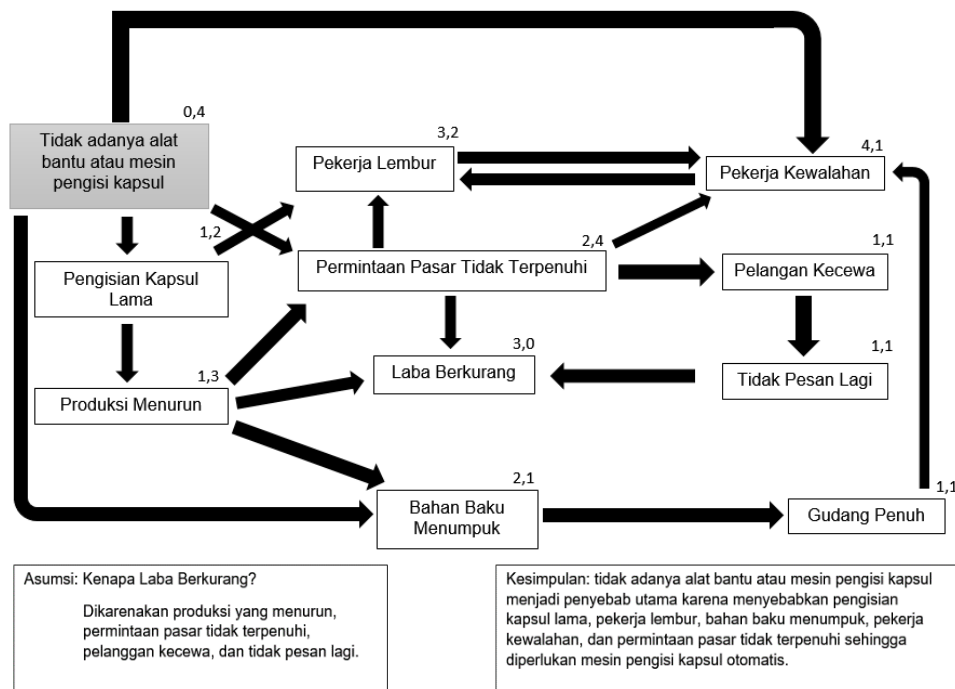 0,4
Tidak adanya alat
bantu atau mesin
pengisi kapsul
3,2
Pekerja Lembur
4,1
Pekerja Kewalahan
1,2
Pengisian Kapsul
Lama
2,4
Permintaan Pasar Tidak Terpenuhi
1,1
Pelangan Kecewa
1,3
Produksi Menurun
3,0
Laba Berkurang
1,1
Tidak Pesan Lagi
2,1
Bahan Baku
Menumpuk
1,1
Gudang Penuh
Asumsi: Kenapa Laba Berkurang?
Dikarenakan produksi yang menurun,
permintaan pasar tidak terpenuhi,
pelanggan kecewa, dan tidak pesan lagi.
Kesimpulan: tidak adanya alat bantu atau mesin pengisi kapsul
menjadi penyebab utama karena menyebabkan pengisian
kapsul lama, pekerja lembur, bahan baku menumpuk, pekerja
kewalahan, dan permintaan pasar tidak terpenuhi sehingga
diperlukan mesin pengisi kapsul otomatis.